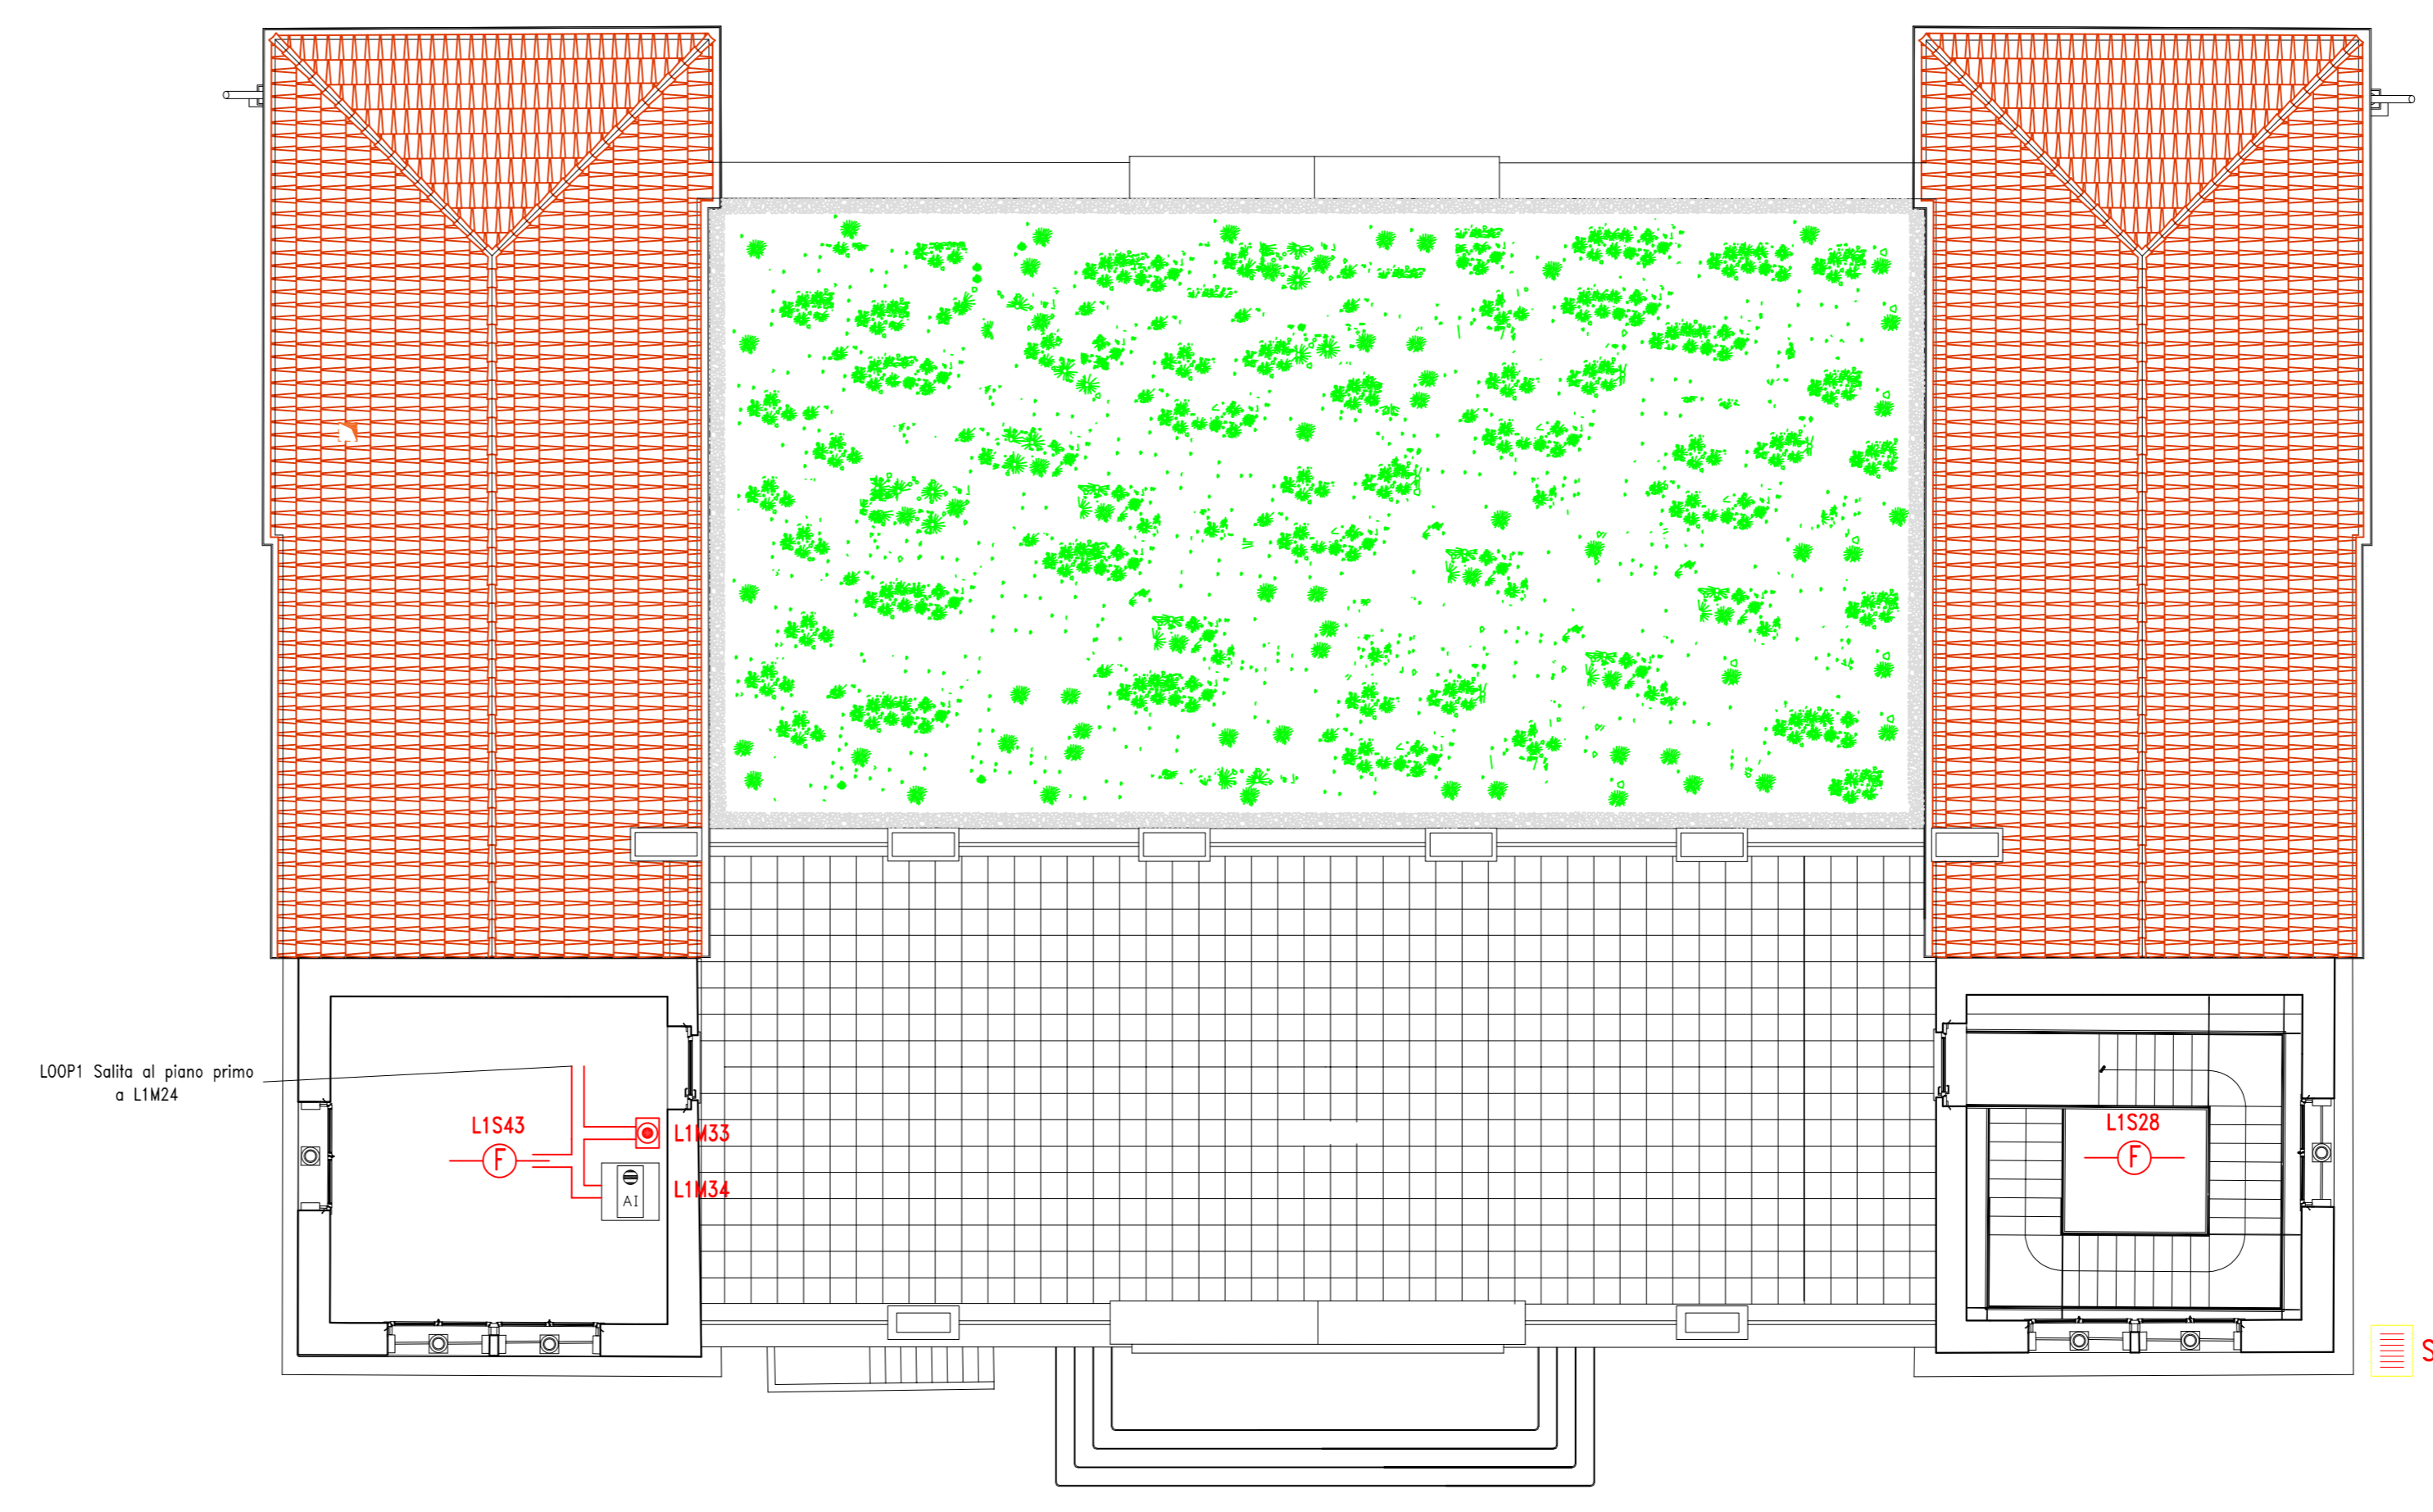 LOOP1 Salita al piano primo
a L1M24
L1S43
F
L1M33
L1M34
AI
L1S28
F
S